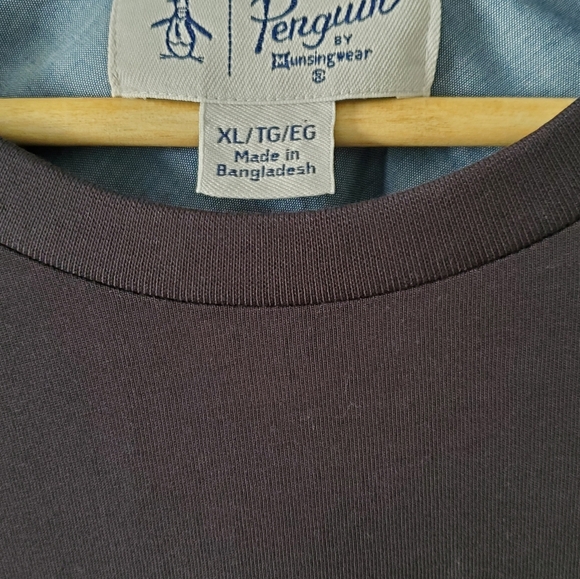 Penguin
BY
Munsingwear
®
XL/TG/EG
Made in
Bangladesh